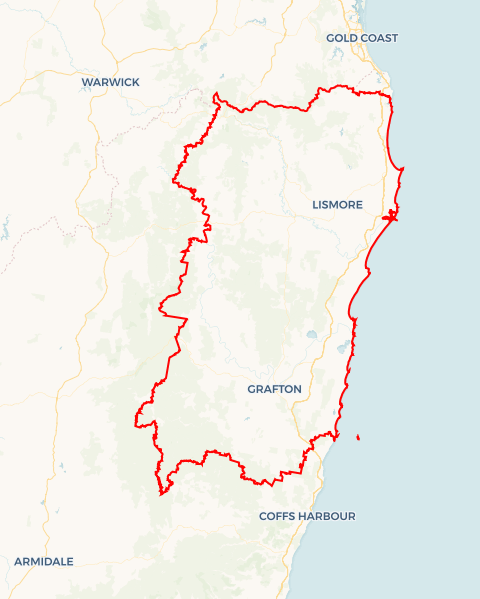 GOLD COAST
WARWICK
LISMORE
GRAFTON
COFFS HARBOUR
ARMIDALE